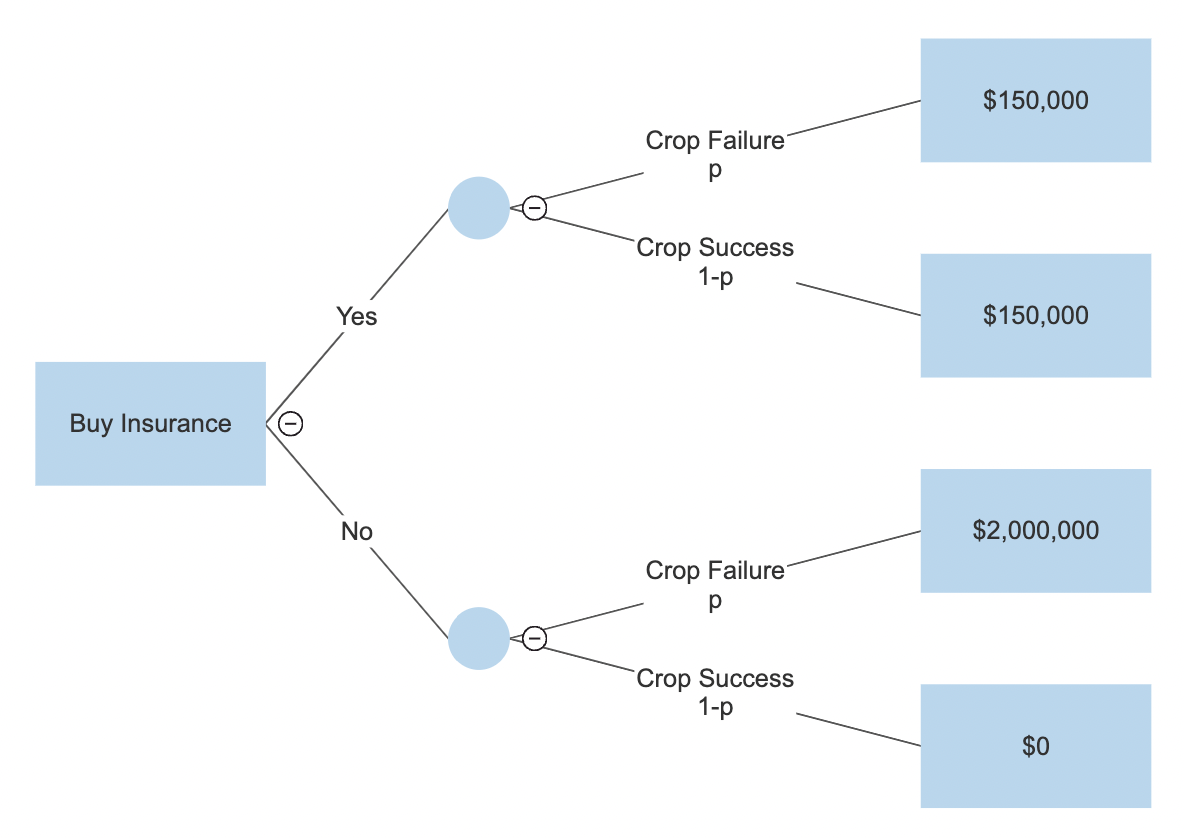 Buy Insurance
Yes
Crop Failure
p
$150,000
Crop Success
1-p
$150,000
No
Crop Failure
p
$2,000,000
Crop Success
1-p
$0